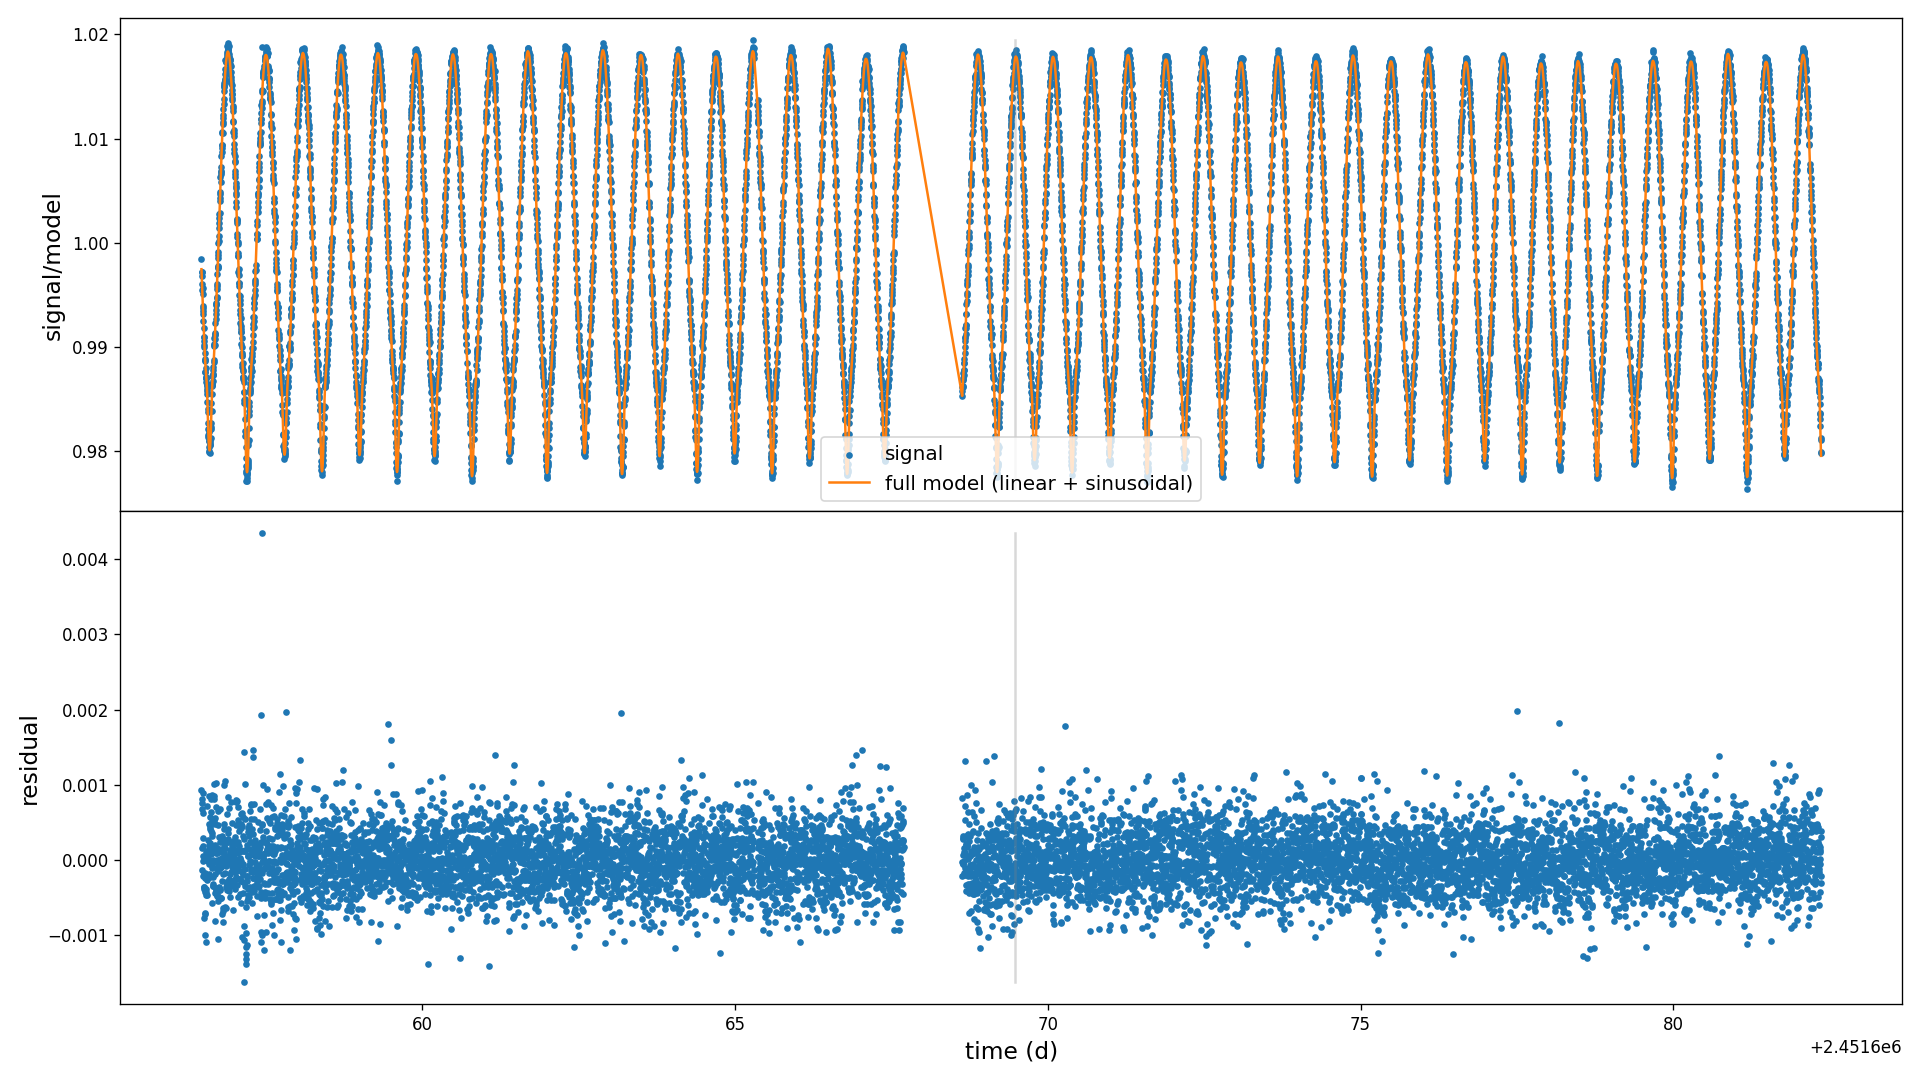 1.02
1.01
1.00
0.99
0.98
signal/model
signal
full model (linear + sinusoidal)
0.004
0.003
0.002
0.001
0.000
−0.001
residual
60 65 70 75 80
time (d)
+2.4516e6